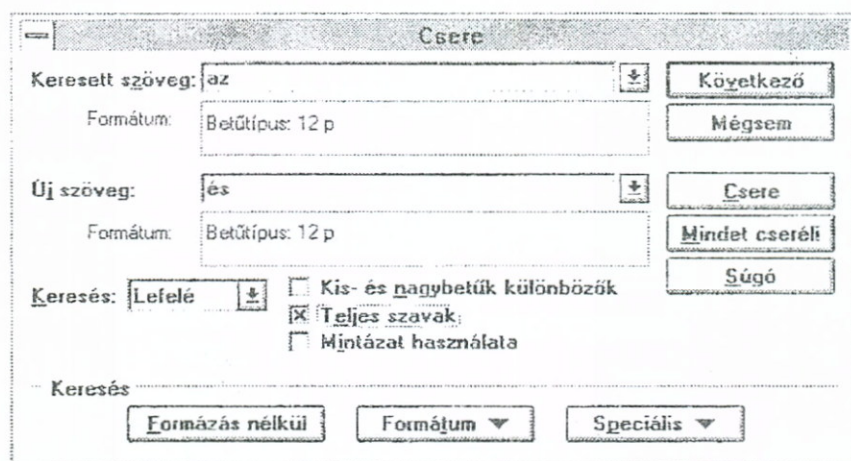 Csere
Keresett szöveg: az
Következő
Formátum: Betűtípus: 12 p
Mégsem
Új szöveg: és
Csere
Formátum: Betűtípus: 12 p
Mindet cseréli
Súgó
Keresés: Lefelé
Kis- és nagybetűk különbözők
Teljes szavak
Mintázat használata
Keresés
Formázás nélkül Formátum Speciális